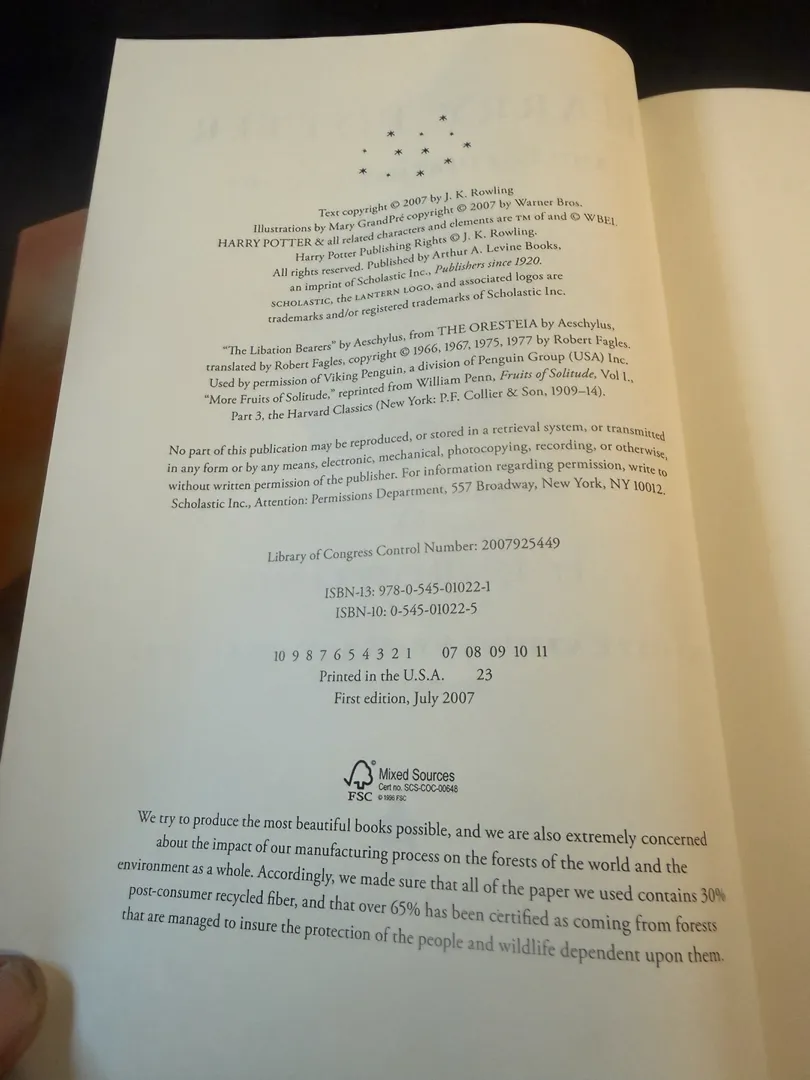 Text copyright © 2007 by J. K. Rowling
Illustrations by Mary GrandPré copyright © 2007 by Warner Bros.
HARRY POTTER & all related characters and elements are TM of and © WBEI.
Harry Potter Publishing Rights © J. K. Rowling.
All rights reserved. Published by Arthur A. Levine Books,
an imprint of Scholastic Inc., Publishers since 1920.
SCHOLASTIC, the LANTERN LOGO, and associated logos are
trademarks and/or registered trademarks of Scholastic Inc.
"The Libation Bearers" by Aeschylus, from THE ORESTEIA by Aeschylus,
translated by Robert Fagles, copyright © 1966, 1967, 1975, 1977 by Robert Fagles.
Used by permission of Viking Penguin, a division of Penguin Group (USA) Inc.
"More Fruits of Solitude," reprinted from William Penn, Fruits of Solitude, Vol 1.,
Part 3, the Harvard Classics (New York: P.F. Collier & Son, 1909–14).
No part of this publication may be reproduced, or stored in a retrieval system, or transmitted
in any form or by any means, electronic, mechanical, photocopying, recording, or otherwise,
without written permission of the publisher. For information regarding permission, write to
Scholastic Inc., Attention: Permissions Department, 557 Broadway, New York, NY 10012.
Library of Congress Control Number: 2007925449
ISBN-13: 978-0-545-01022-1
ISBN-10: 0-545-01022-5
10 9 8 7 6 5 4 3 2 1 07 08 09 10 11
Printed in the U.S.A. 23
First edition, July 2007
Mixed Sources
Cert no. SCS-COC-00648
FSC © 1996 FSC
We try to produce the most beautiful books possible, and we are also extremely concerned
about the impact of our manufacturing process on the forests of the world and the
environment as a whole. Accordingly, we made sure that all of the paper we used contains 30%
post-consumer recycled fiber, and that over 65% has been certified as coming from forests
that are managed to insure the protection of the people and wildlife dependent upon them.